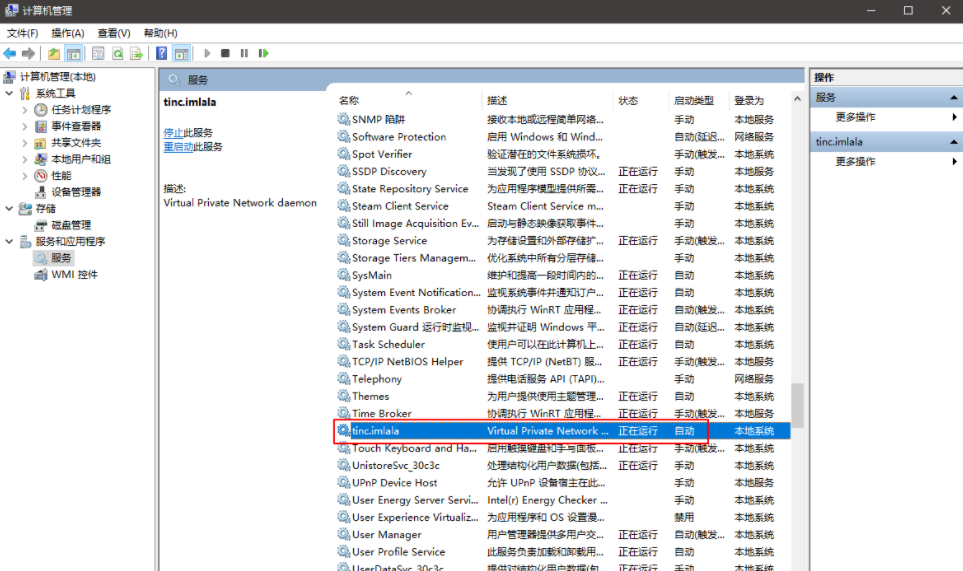 计算机管理
文件(F) 操作(A) 查看(V) 帮助(H)
计算机管理(本地)
系统工具
任务计划程序
事件查看器
共享文件夹
本地用户和组
性能
设备管理器
存储
磁盘管理
服务和应用程序
服务
WMI 控件
服务
tinc.imlala
停止此服务
重启动此服务
描述:
Virtual Private Network daemon
名称 描述 状态 启动类型 登录为
SNMP 陷阱 接收本地或远程简单网络... 手动 本地服务
Software Protection 启用 Windows 和 Wind... 自动(延迟... 网络服务
Spot Verifier 验证潜在的文件系统损坏。 手动(触发... 本地系统
SSDP Discovery 当发现了使用 SSDP 协议... 正在运行 手动 本地服务
State Repository Service 为应用程序模型提供所需... 正在运行 手动 本地系统
Steam Client Service Steam Client Service m... 手动 本地系统
Still Image Acquisition Ev... 启动与静态映像获取事件... 手动 本地系统
Storage Service 为存储设置和外部存储扩... 正在运行 手动(触发... 本地系统
Storage Tiers Managem... 优化系统中所有分层存储... 手动 本地系统
SysMain 维护和提高一段时间内的... 正在运行 自动 本地系统
System Event Notification... 监视系统事件并通知订户... 正在运行 自动 本地系统
System Events Broker 协调执行 WinRT 应用程... 正在运行 自动(触发... 本地系统
System Guard 运行时监视... 监视并证明 Windows 平... 正在运行 自动(延迟... 本地系统
Task Scheduler 使用户可以在此计算机上... 正在运行 自动 本地系统
TCP/IP NetBIOS Helper 提供 TCP/IP (NetBT) 服... 正在运行 手动(触发... 本地服务
Telephony 提供电话服务 API (TAPI)... 手动 网络服务
Themes 为用户提供使用主题管理... 正在运行 自动 本地系统
Time Broker 协调执行 WinRT 应用程... 正在运行 手动(触发... 本地服务
tinc.imlala Virtual Private Network ... 正在运行 自动 本地系统
Touch Keyboard and Ha... 启用触摸键盘和手写面板... 正在运行 手动(触发... 本地系统
UnistoreSvc_30c3c 处理结构化用户数据(包括... 正在运行 手动 本地系统
UPnP Device Host 允许 UPnP 设备宿主在此... 手动 本地服务
User Energy Server Servi... Intel(r) Energy Checker ... 手动 本地系统
User Experience Virtualiz... 为应用程序和 OS 设置漫... 禁用 本地系统
User Manager 用户管理器提供多用户交... 正在运行 自动(触发... 本地系统
User Profile Service 此服务负责加载和卸载用... 正在运行 自动 本地系统
UserDataSvc_30c3c 提供对结构化用户数据(包... 正在运行 手动 本地系统
操作
服务
更多操作
tinc.imlala
更多操作